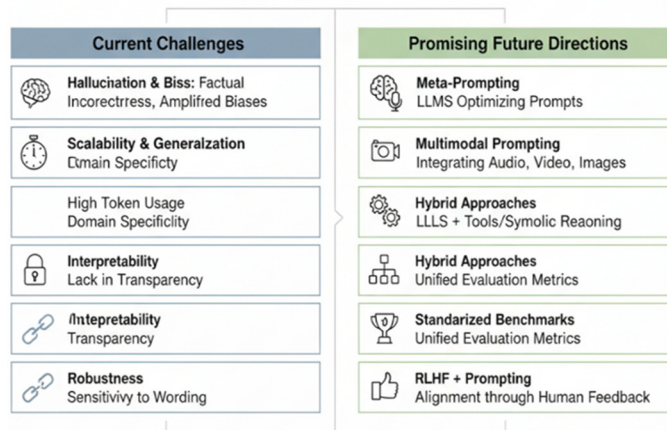 Current Challenges
Hallucination & Biss: Factual
Incorectrress, Amplifred Biases
Scalability & Generalzation
Domain Specificty
High Token Usage
Domain Specificlity
Interpretability
Lack in Transparency
/Intepretability
Transparency
Robustness
Sensitivivy to Wording
Promising Future Directions
Meta-Prompting
LLMS Optimizing Prompts
Multimodal Prompting
Integrating Audio, Video, Images
Hybrid Approaches
LLLS + Tools/Symolic Reaoning
Hybrid Approaches
Unified Evaluation Metrics
Standarized Benchmarks
Unified Evaluation Metrics
RLHF + Prompting
Alignment through Human Feedback